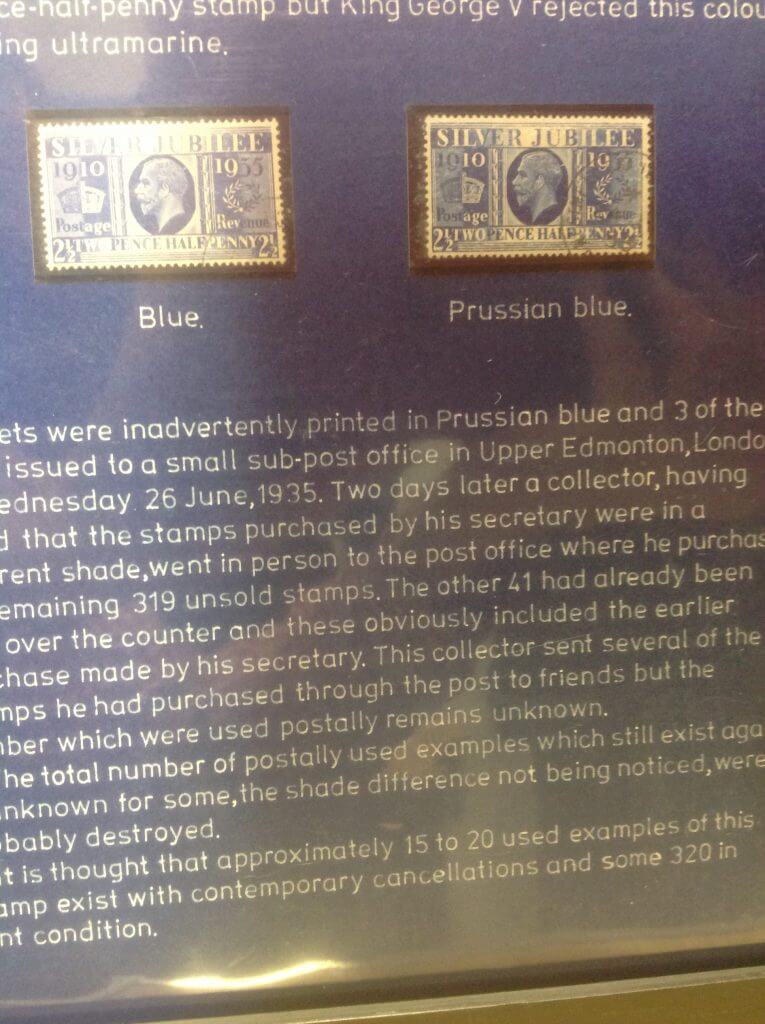 ce-half-penny stamp but King George V rejected this colou
ing ultramarine.
SILVER JUBILEE
1910 1935
Postage Revenue
2½ TWO PENCE HALFPENNY 2½
SILVER JUBILEE
1910 1935
Postage Revenue
2½ TWO PENCE HALFPENNY 2½
Blue.
Prussian blue.
ets were inadvertently printed in Prussian blue and 3 of the
issued to a small sub-post office in Upper Edmonton, Londo
ednesday 26 June, 1935. Two days later a collector, having
d that the stamps purchased by his secretary were in a
rent shade, went in person to the post office where he purchas
emaining 319 unsold stamps. The other 41 had already been
over the counter and these obviously included the earlier
chase made by his secretary. This collector sent several of the
mps he had purchased through the post to friends but the
ber which were used postally remains unknown.
he total number of postally used examples which still exist aga
nknown for some, the shade difference not being noticed, were
bably destroyed.
t is thought that approximately 15 to 20 used examples of this
amp exist with contemporary cancellations and some 320 in
nt condition.